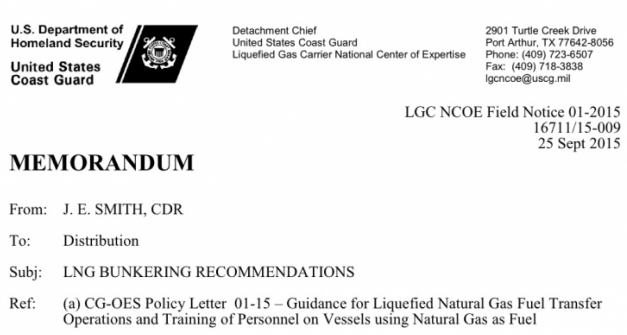 U.S. Department of
Homeland Security
United States
Coast Guard
Detachment Chief
United States Coast Guard
Liquefied Gas Carrier National Center of Expertise
2901 Turtle Creek Drive
Port Arthur, TX 77642-8056
Phone: (409) 723-6507
Fax: (409) 718-3838
lgcncoe@uscg.mil
LGC NCOE Field Notice 01-2015
16711/15-009
25 Sept 2015
MEMORANDUM
From: J. E. SMITH, CDR
To: Distribution
Subj: LNG BUNKERING RECOMMENDATIONS
Ref: (a) CG-OES Policy Letter 01-15 – Guidance for Liquefied Natural Gas Fuel Transfer
Operations and Training of Personnel on Vessels using Natural Gas as Fuel